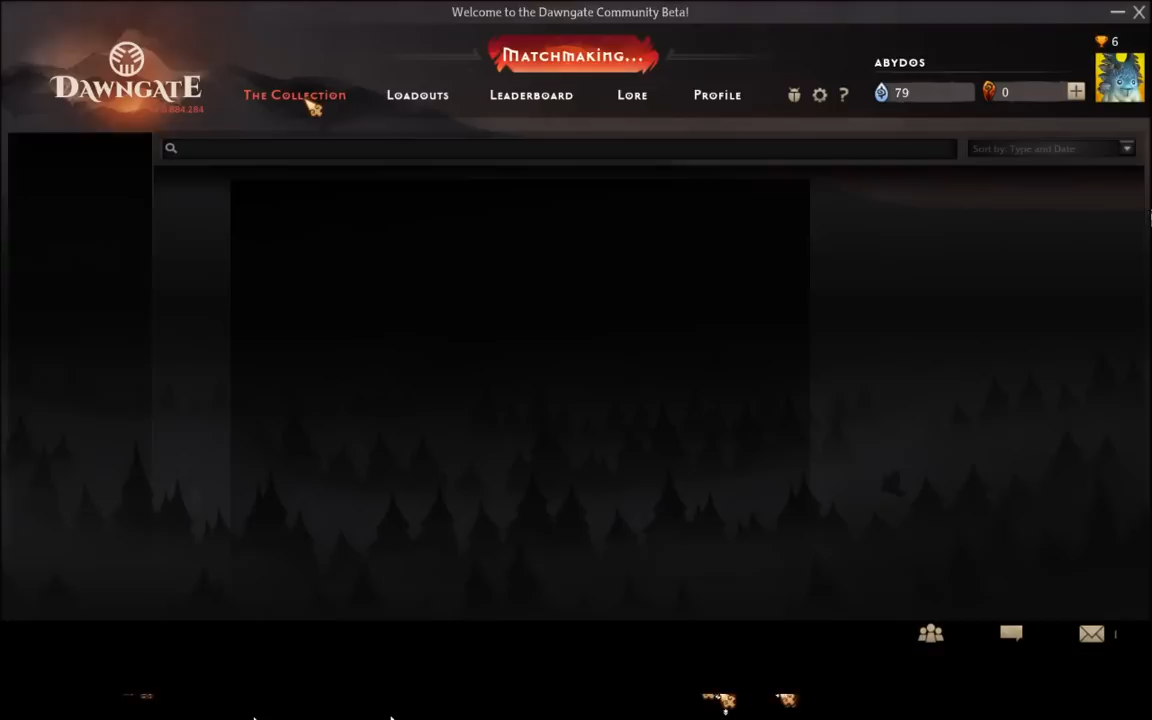 Welcome to the Dawngate Community Beta!
Matchmaking...
6
Dawngate
Abydos
The Collection
Loadouts
Leaderboard
Lore
Profile
?
79
0
+
Sort by: Type and Date